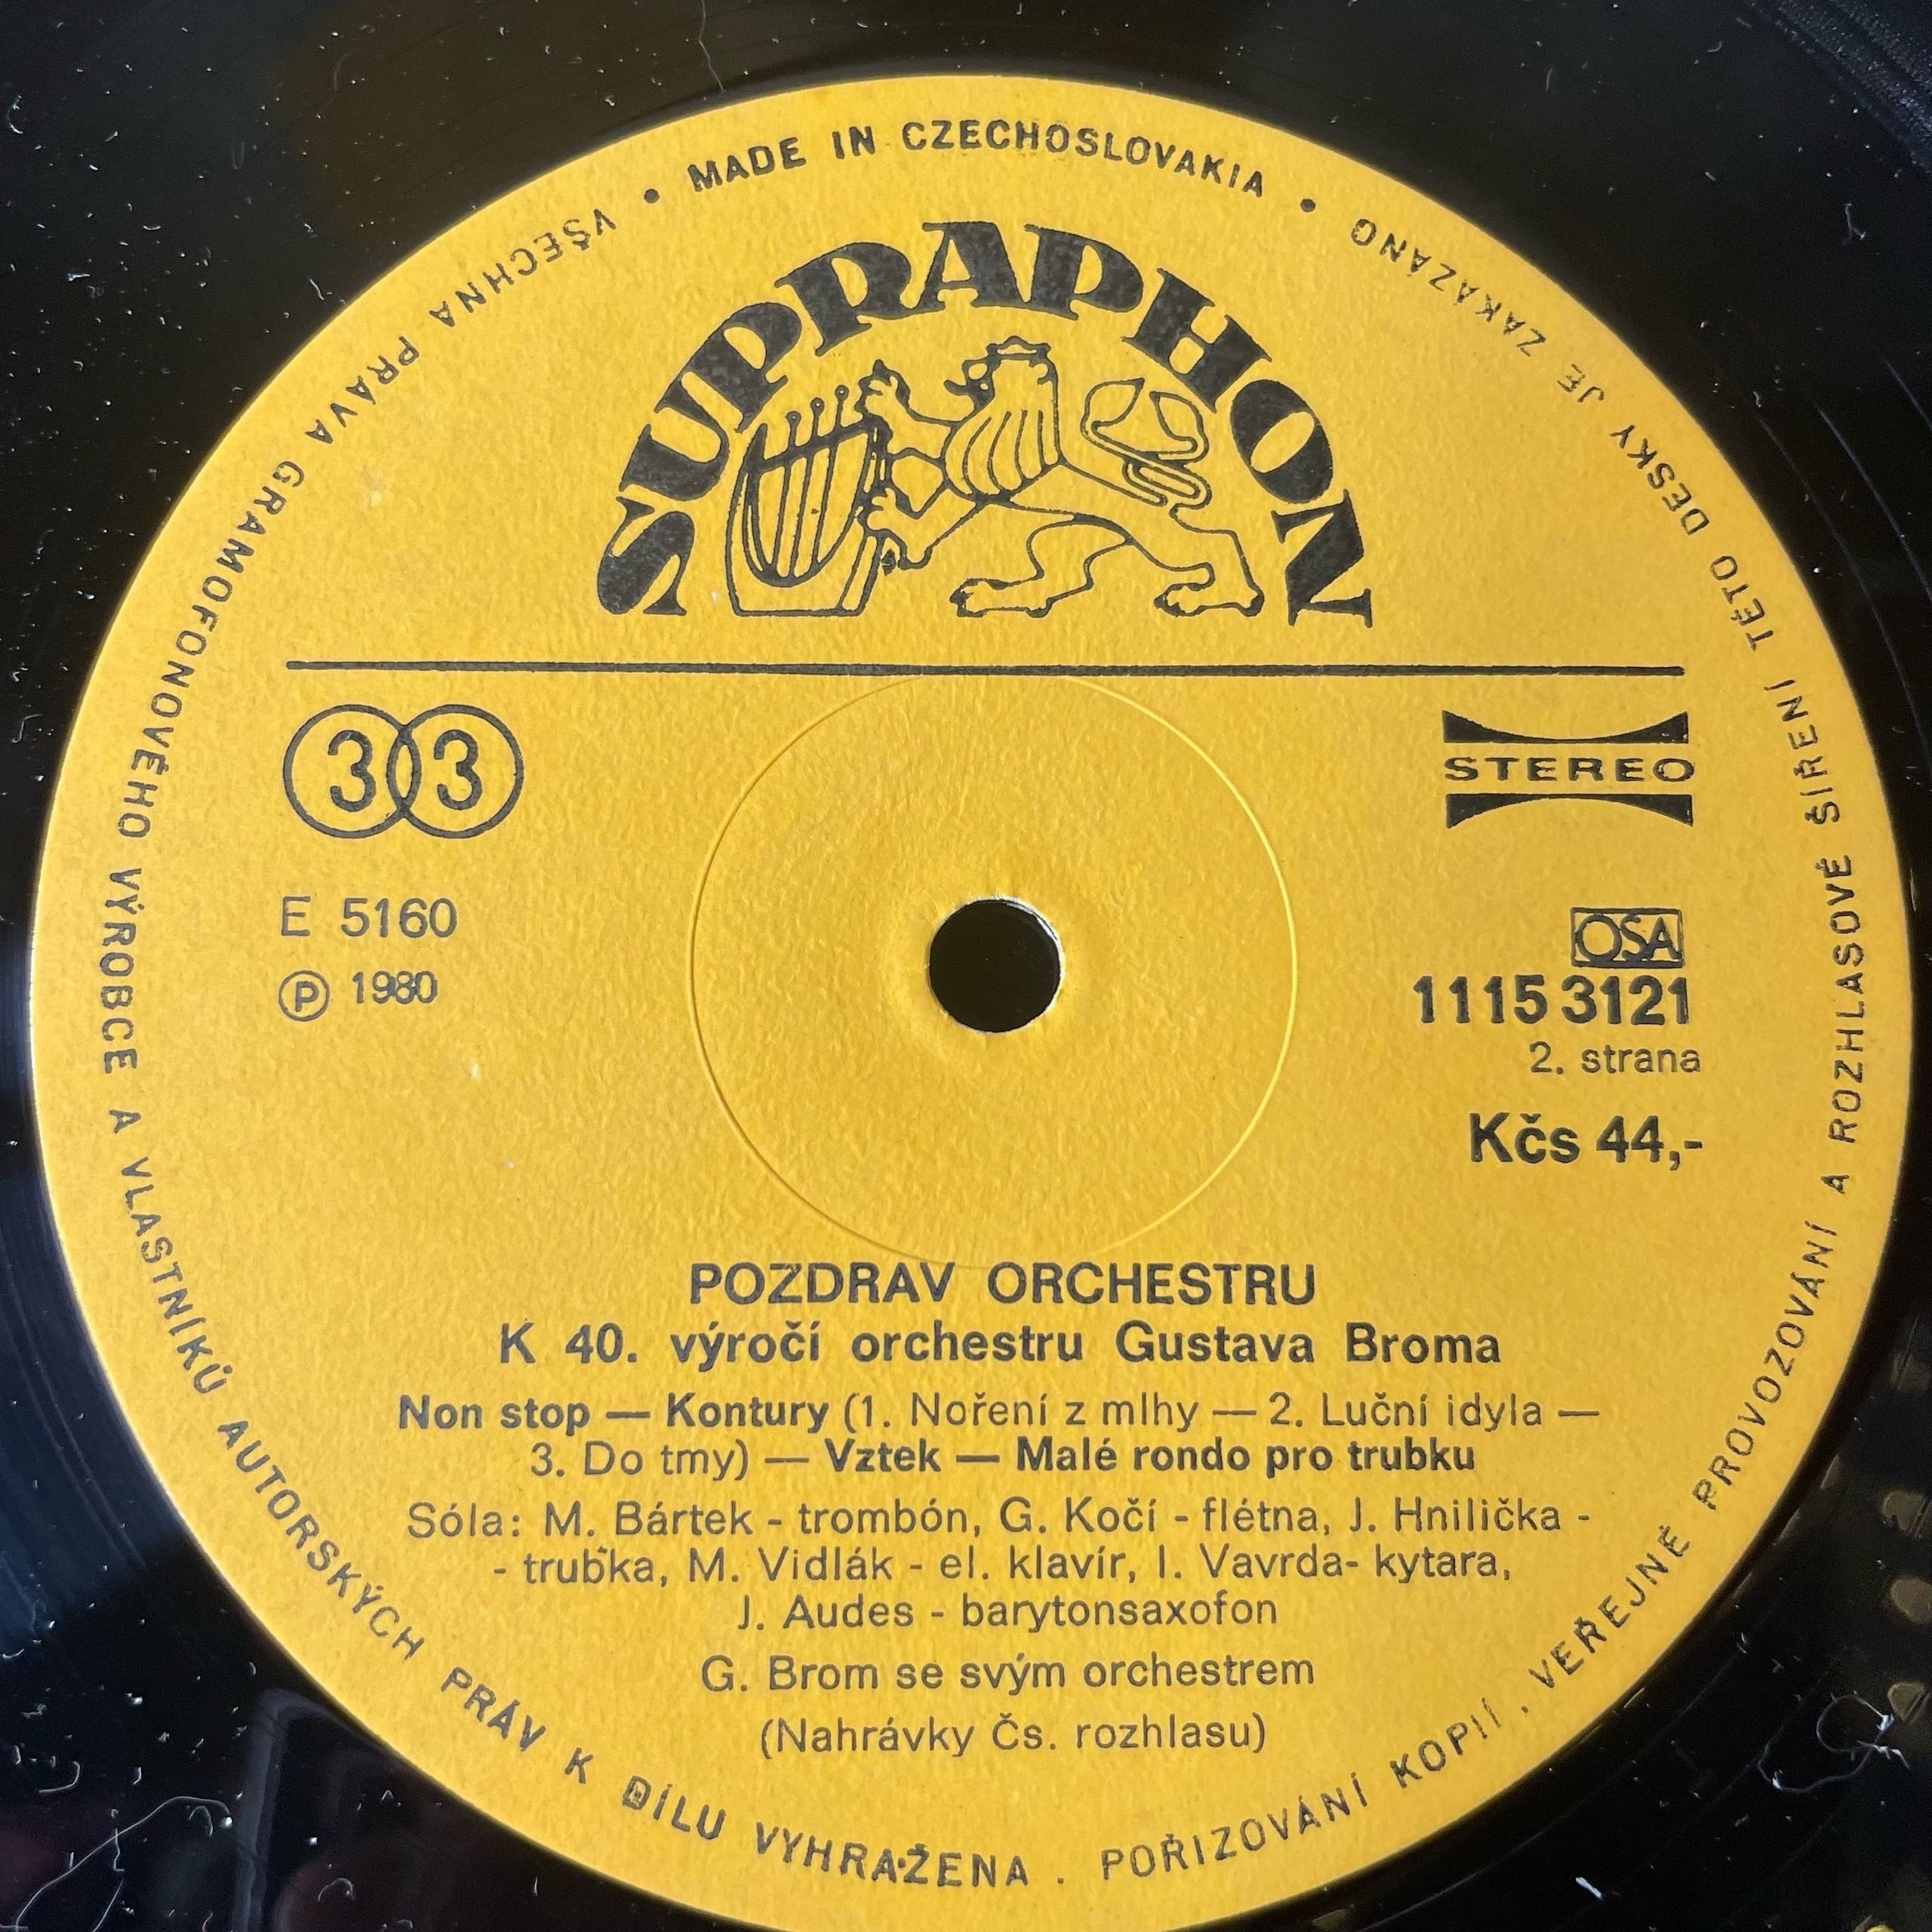 • MADE IN CZECHOSLOVAKIA •
VŠECHNA PRÁVA GRAMOFONOVÉHO VÝROBCE A VLASTNÍKŮ AUTORSKÝCH PRÁV K DÍLU VYHRAŽENA . POŘIZOVÁNÍ KOPIÍ . VEŘEJNÉ PROVOZOVÁNÍ A ROZHLASOVÉ ŠÍŘENÍ TÉTO DESKY JE ZAKÁZÁNO
SUPRAPHON
33
STEREO
E 5160
℗ 1980
OSA
1115 3121
2. strana
Kčs 44,-
POZDRAV ORCHESTRU
K 40. výročí orchestru Gustava Broma
Non stop — Kontury (1. Noření z mlhy — 2. Luční idyla —
3. Do tmy) — Vztek — Malé rondo pro trubku
Sóla: M. Bártek - trombón, G. Kočí - flétna, J. Hnilička -
- trubka, M. Vidlák - el. klavír, I. Vavrda- kytara,
J. Audes - barytonsaxofon
G. Brom se svým orchestrem
(Nahrávky Čs. rozhlasu)